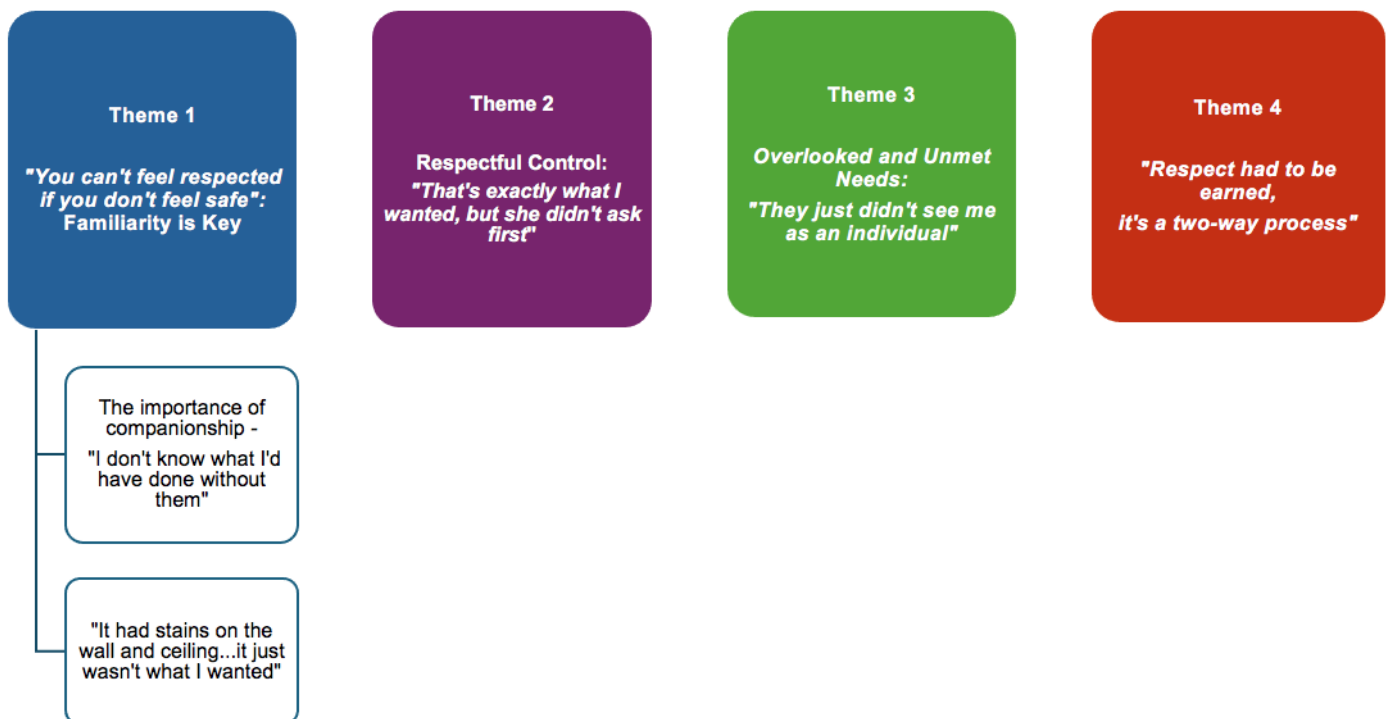 Theme 1
"You can't feel respected
if you don't feel safe":
Familiarity is Key
The importance of
companionship -
"I don't know what I'd
have done without
them"
"It had stains on the
wall and ceiling...it just
wasn't what I wanted"
Theme 2
Respectful Control:
"That's exactly what I
wanted, but she didn't ask
first"
Theme 3
Overlooked and Unmet
Needs:
"They just didn't see me
as an individual"
Theme 4
"Respect had to be
earned,
it's a two-way process"